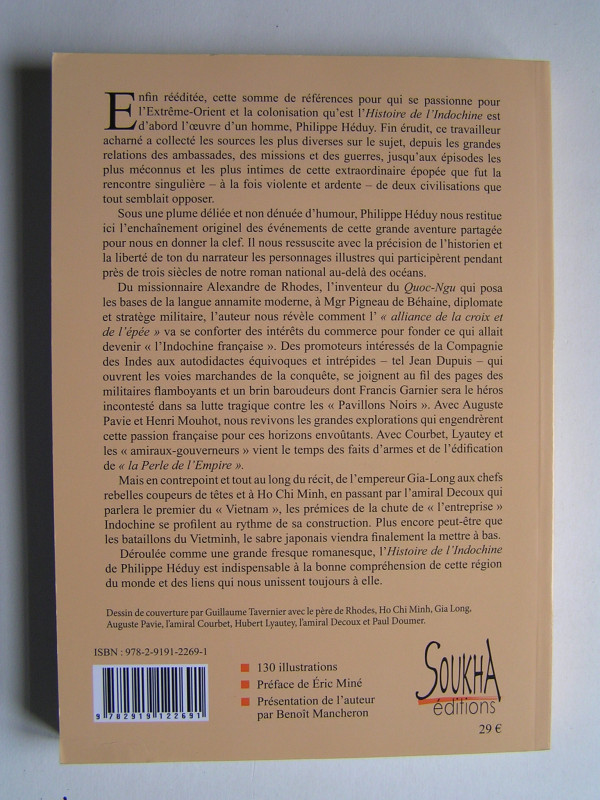 Enfin rééditée, cette somme de références pour qui se passionne pour
l'Extrême-Orient et la colonisation qu'est l'Histoire de l'Indochine est
d'abord l'œuvre d'un homme, Philippe Héduy. Fin érudit, ce travailleur
acharné a collecté les sources les plus diverses sur le sujet, depuis les grandes
relations des ambassades, des missions et des guerres, jusqu'aux épisodes les
plus méconnus et les plus intimes de cette extraordinaire épopée que fut la
rencontre singulière – à la fois violente et ardente – de deux civilisations que
tout semblait opposer.
Sous une plume déliée et non dénuée d'humour, Philippe Héduy nous restitue
ici l'enchaînement originel des événements de cette grande aventure partagée
pour nous en donner la clef. Il nous ressuscite avec la précision de l'historien et
la liberté de ton du narrateur les personnages illustres qui participèrent pendant
près de trois siècles de notre roman national au-delà des océans.
Du missionnaire Alexandre de Rhodes, l'inventeur du Quoc-Ngu qui posa
les bases de la langue annamite moderne, à Mgr Pigneau de Béhaine, diplomate
et stratège militaire, l'auteur nous révèle comment l' « alliance de la croix et
de l'épée » va se conforter des intérêts du commerce pour fonder ce qui allait
devenir « l'Indochine française ». Des promoteurs intéressés de la Compagnie
des Indes aux autodidactes équivoques et intrépides – tel Jean Dupuis – qui
ouvrent les voies marchandes de la conquête, se joignent au fil des pages des
militaires flamboyants et un brin baroudeurs dont Francis Garnier sera le héros
incontesté dans sa lutte tragique contre les « Pavillons Noirs ». Avec Auguste
Pavie et Henri Mouhot, nous revivons les grandes explorations qui engendrèrent
cette passion française pour ces horizons envoûtants. Avec Courbet, Lyautey et
les « amiraux-gouverneurs » vient le temps des faits d'armes et de l'édification
de « la Perle de l'Empire ».
Mais en contrepoint et tout au long du récit, de l'empereur Gia-Long aux chefs
rebelles coupeurs de têtes et à Ho Chi Minh, en passant par l'amiral Decoux qui
parlera le premier du « Vietnam », les prémices de la chute de « l'entreprise »
Indochine se profilent au rythme de sa construction. Plus encore peut-être que
les bataillons du Vietminh, le sabre japonais viendra finalement la mettre à bas.
Déroulée comme une grande fresque romanesque, l'Histoire de l'Indochine
de Philippe Héduy est indispensable à la bonne compréhension de cette région
du monde et des liens qui nous unissent toujours à elle.
Dessin de couverture par Guillaume Tavernier avec le père de Rhodes, Ho Chi Minh, Gia Long,
Auguste Pavie, l'amiral Courbet, Hubert Lyautey, l'amiral Decoux et Paul Doumer.
ISBN : 978-2-9191-2269-1
9 782919 122691
130 illustrations
Préface de Éric Miné
Présentation de l'auteur
par Benoît Mancheron
SOUKHA
éditions
29 €